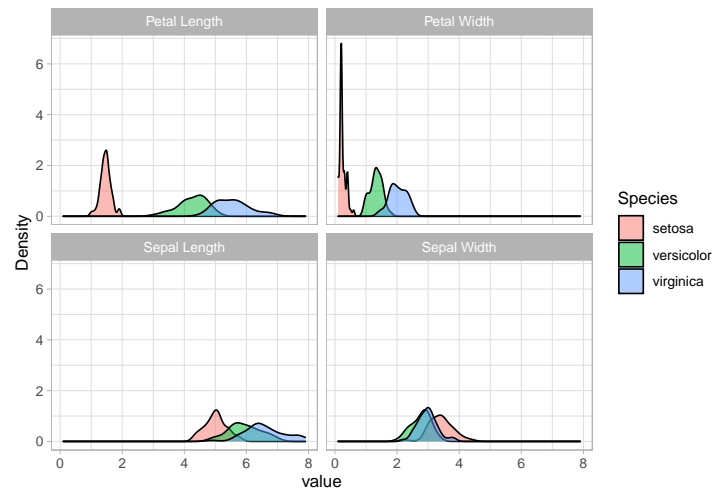 Petal Length
Petal Width
6
4
2
0
Sepal Length
Sepal Width
6
4
2
0
0 2 4 6 8
0 2 4 6 8
value
Density
Species
setosa
versicolor
virginica